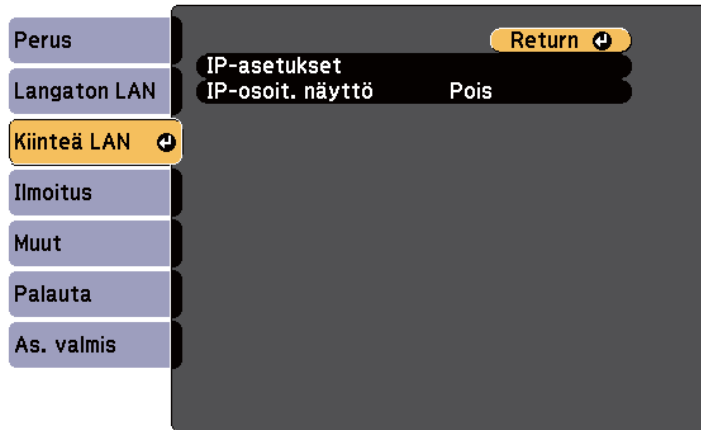 Perus
Langaton LAN
Kiinteä LAN
Ilmoitus
Muut
Palauta
As. valmis
Return
IP-asetukset
IP-osoit. näyttö Pois